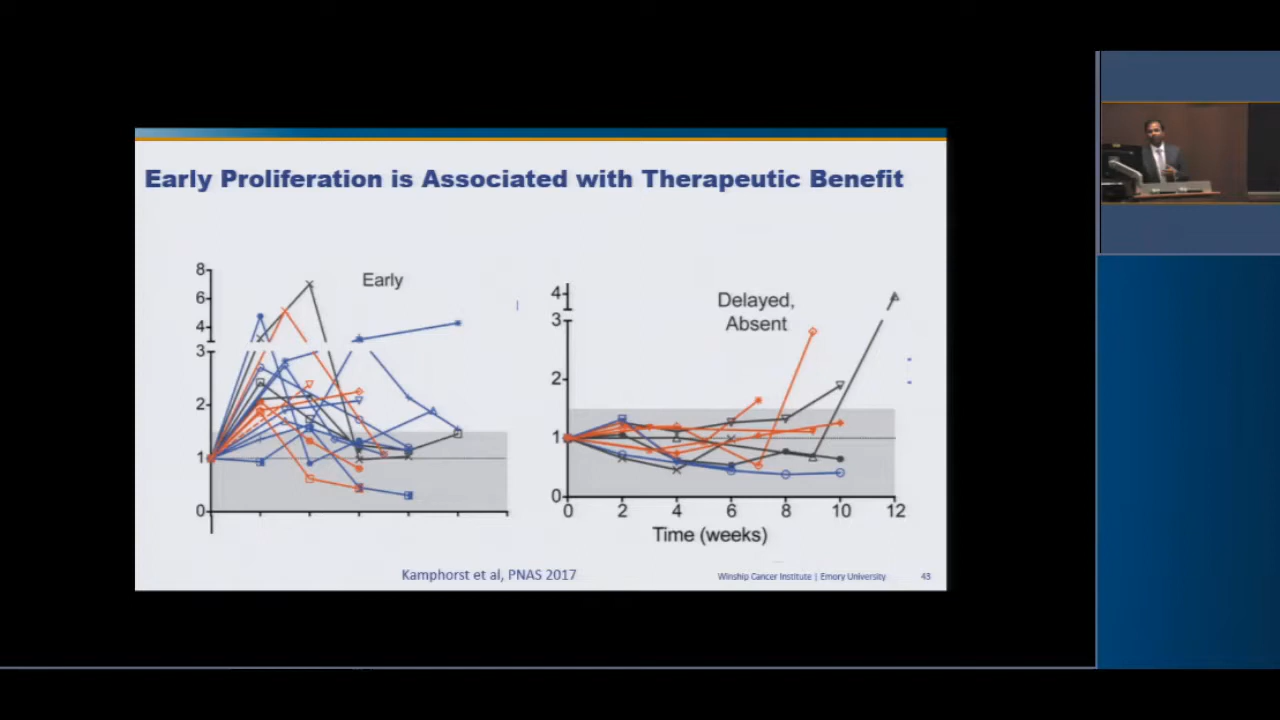 Early Proliferation is Associated with Therapeutic Benefit
8
6
4
3
2
1
0
Early
4
3
2
1
0
Delayed,
Absent
0 2 4 6 8 10 12
Time (weeks)
Kamphorst et al, PNAS 2017
Winship Cancer Institute | Emory University
43